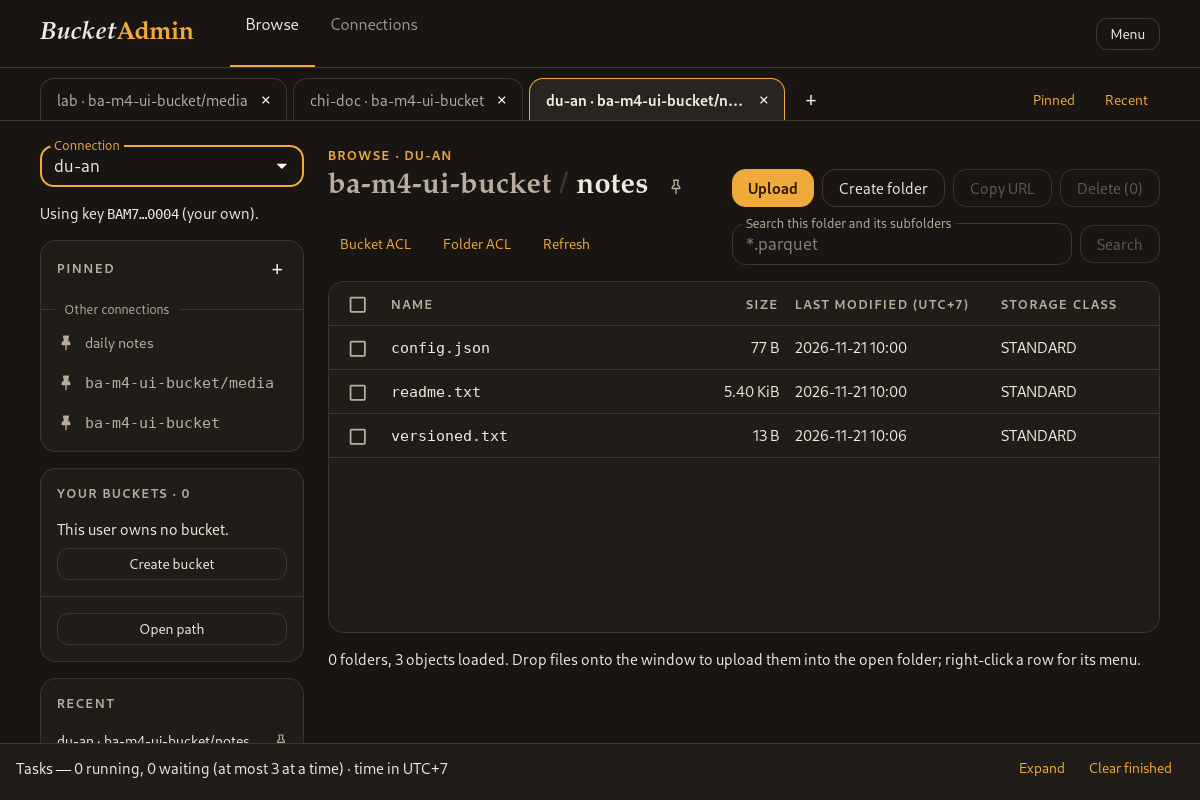 BucketAdmin
Browse
Connections
Menu
lab · ba-m4-ui-bucket/media ×
chi-doc · ba-m4-ui-bucket ×
du-an · ba-m4-ui-bucket/n... ×
+
Pinned
Recent
Connection
du-an
Using key BAM7…0004 (your own).
PINNED +
Other connections
daily notes
ba-m4-ui-bucket/media
ba-m4-ui-bucket
YOUR BUCKETS · 0
This user owns no bucket.
Create bucket
Open path
RECENT
du-an · ba-m4-ui-bucket/notes
BROWSE · DU-AN
ba-m4-ui-bucket / notes
Upload
Create folder
Copy URL
Delete (0)
Bucket ACL
Folder ACL
Refresh
Search this folder and its subfolders
*.parquet
Search
NAME SIZE LAST MODIFIED (UTC+7) STORAGE CLASS
config.json 77 B 2026-11-21 10:00 STANDARD
readme.txt 5.40 KiB 2026-11-21 10:00 STANDARD
versioned.txt 13 B 2026-11-21 10:06 STANDARD
0 folders, 3 objects loaded. Drop files onto the window to upload them into the open folder; right-click a row for its menu.
Tasks — 0 running, 0 waiting (at most 3 at a time) · time in UTC+7
Expand
Clear finished